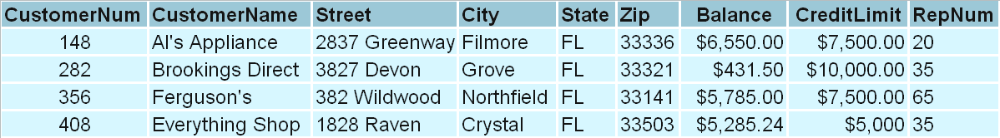 CustomerNum CustomerName Street City State Zip Balance CreditLimit RepNum
148 Al's Appliance 2837 Greenway Filmore FL 33336 $6,550.00 $7,500.00 20
282 Brookings Direct 3827 Devon Grove FL 33321 $431.50 $10,000.00 35
356 Ferguson's 382 Wildwood Northfield FL 33141 $5,785.00 $7,500.00 65
408 Everything Shop 1828 Raven Crystal FL 33503 $5,285.24 $5,000 35